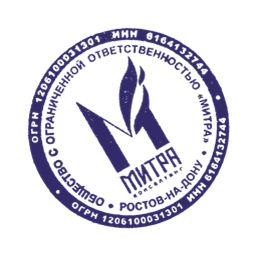 ОГРН 1206100031301 ИНН 6164132744
• ОГРН 1206100031301 ИНН 6164132744
ОБЩЕСТВО С ОГРАНИЧЕННОЙ ОТВЕТСТВЕННОСТЬЮ «МИТРА»
• РОСТОВ-НА-ДОНУ •
МИТРА
КОНСАЛТИНГ